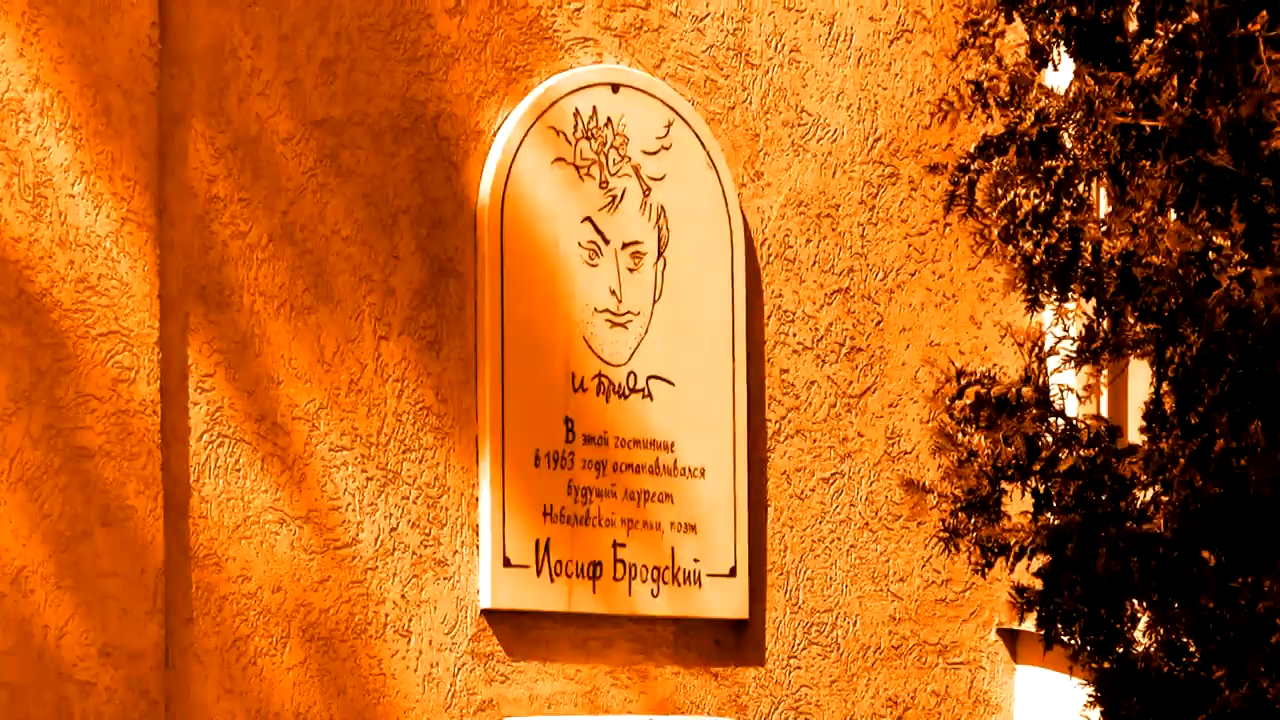 В этой гостинице
в 1963 году останавливался
будущий лауреат
Нобелевской премии, поэт
Иосиф Бродский